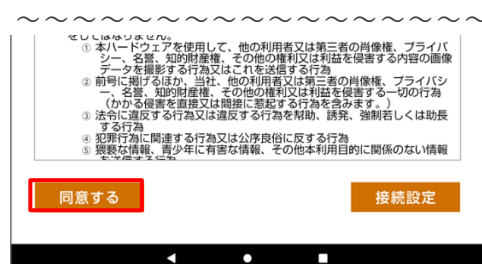 をしてはなりません。
① 本ハードウェアを使用して、他の利用者又は第三者の肖像権、プライバ
シー、名誉、知的財産権、その他の権利又は利益を侵害する内容の画像
データを撮影する行為又はこれを送信する行為
② 前号に掲げるほか、当社、他の利用者又は第三者の肖像権、プライバシ
ー、名誉、知的財産権、その他の権利又は利益を侵害する一切の行為
（かかる侵害を直接又は間接に惹起する行為を含みます。）
③ 法令に違反する行為又は違反する行為を幇助、誘発、強制若しくは助長
する行為
④ 犯罪行為に関連する行為又は公序良俗に反する行為
⑤ 猥褻な情報、青少年に有害な情報、その他本利用目的に関係のない情報
を送信する行為
同意する
接続設定